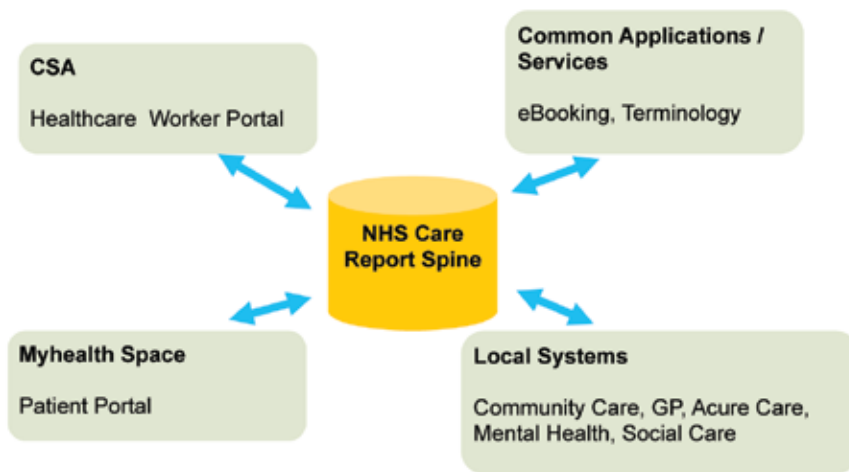 CSA
Healthcare Worker Portal
Common Applications /
Services
eBooking, Terminology
NHS Care
Report Spine
Myhealth Space
Patient Portal
Local Systems
Community Care, GP, Acure Care,
Mental Health, Social Care